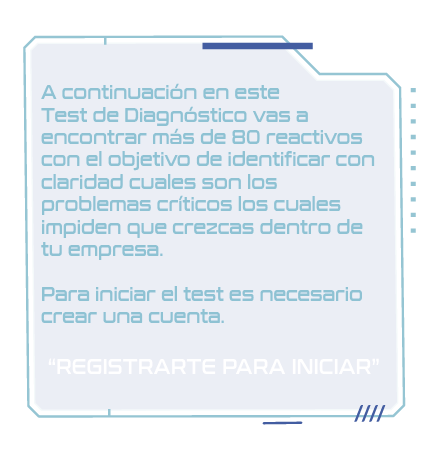 A continuación en este
Test de Diagnóstico vas a
encontrar más de 80 reactivos
con el objetivo de identificar con
claridad cuales son los
problemas críticos los cuales
impiden que crezcas dentro de
tu empresa.
Para iniciar el test es necesario
crear una cuenta.
“REGISTRARTE PARA INICIAR”